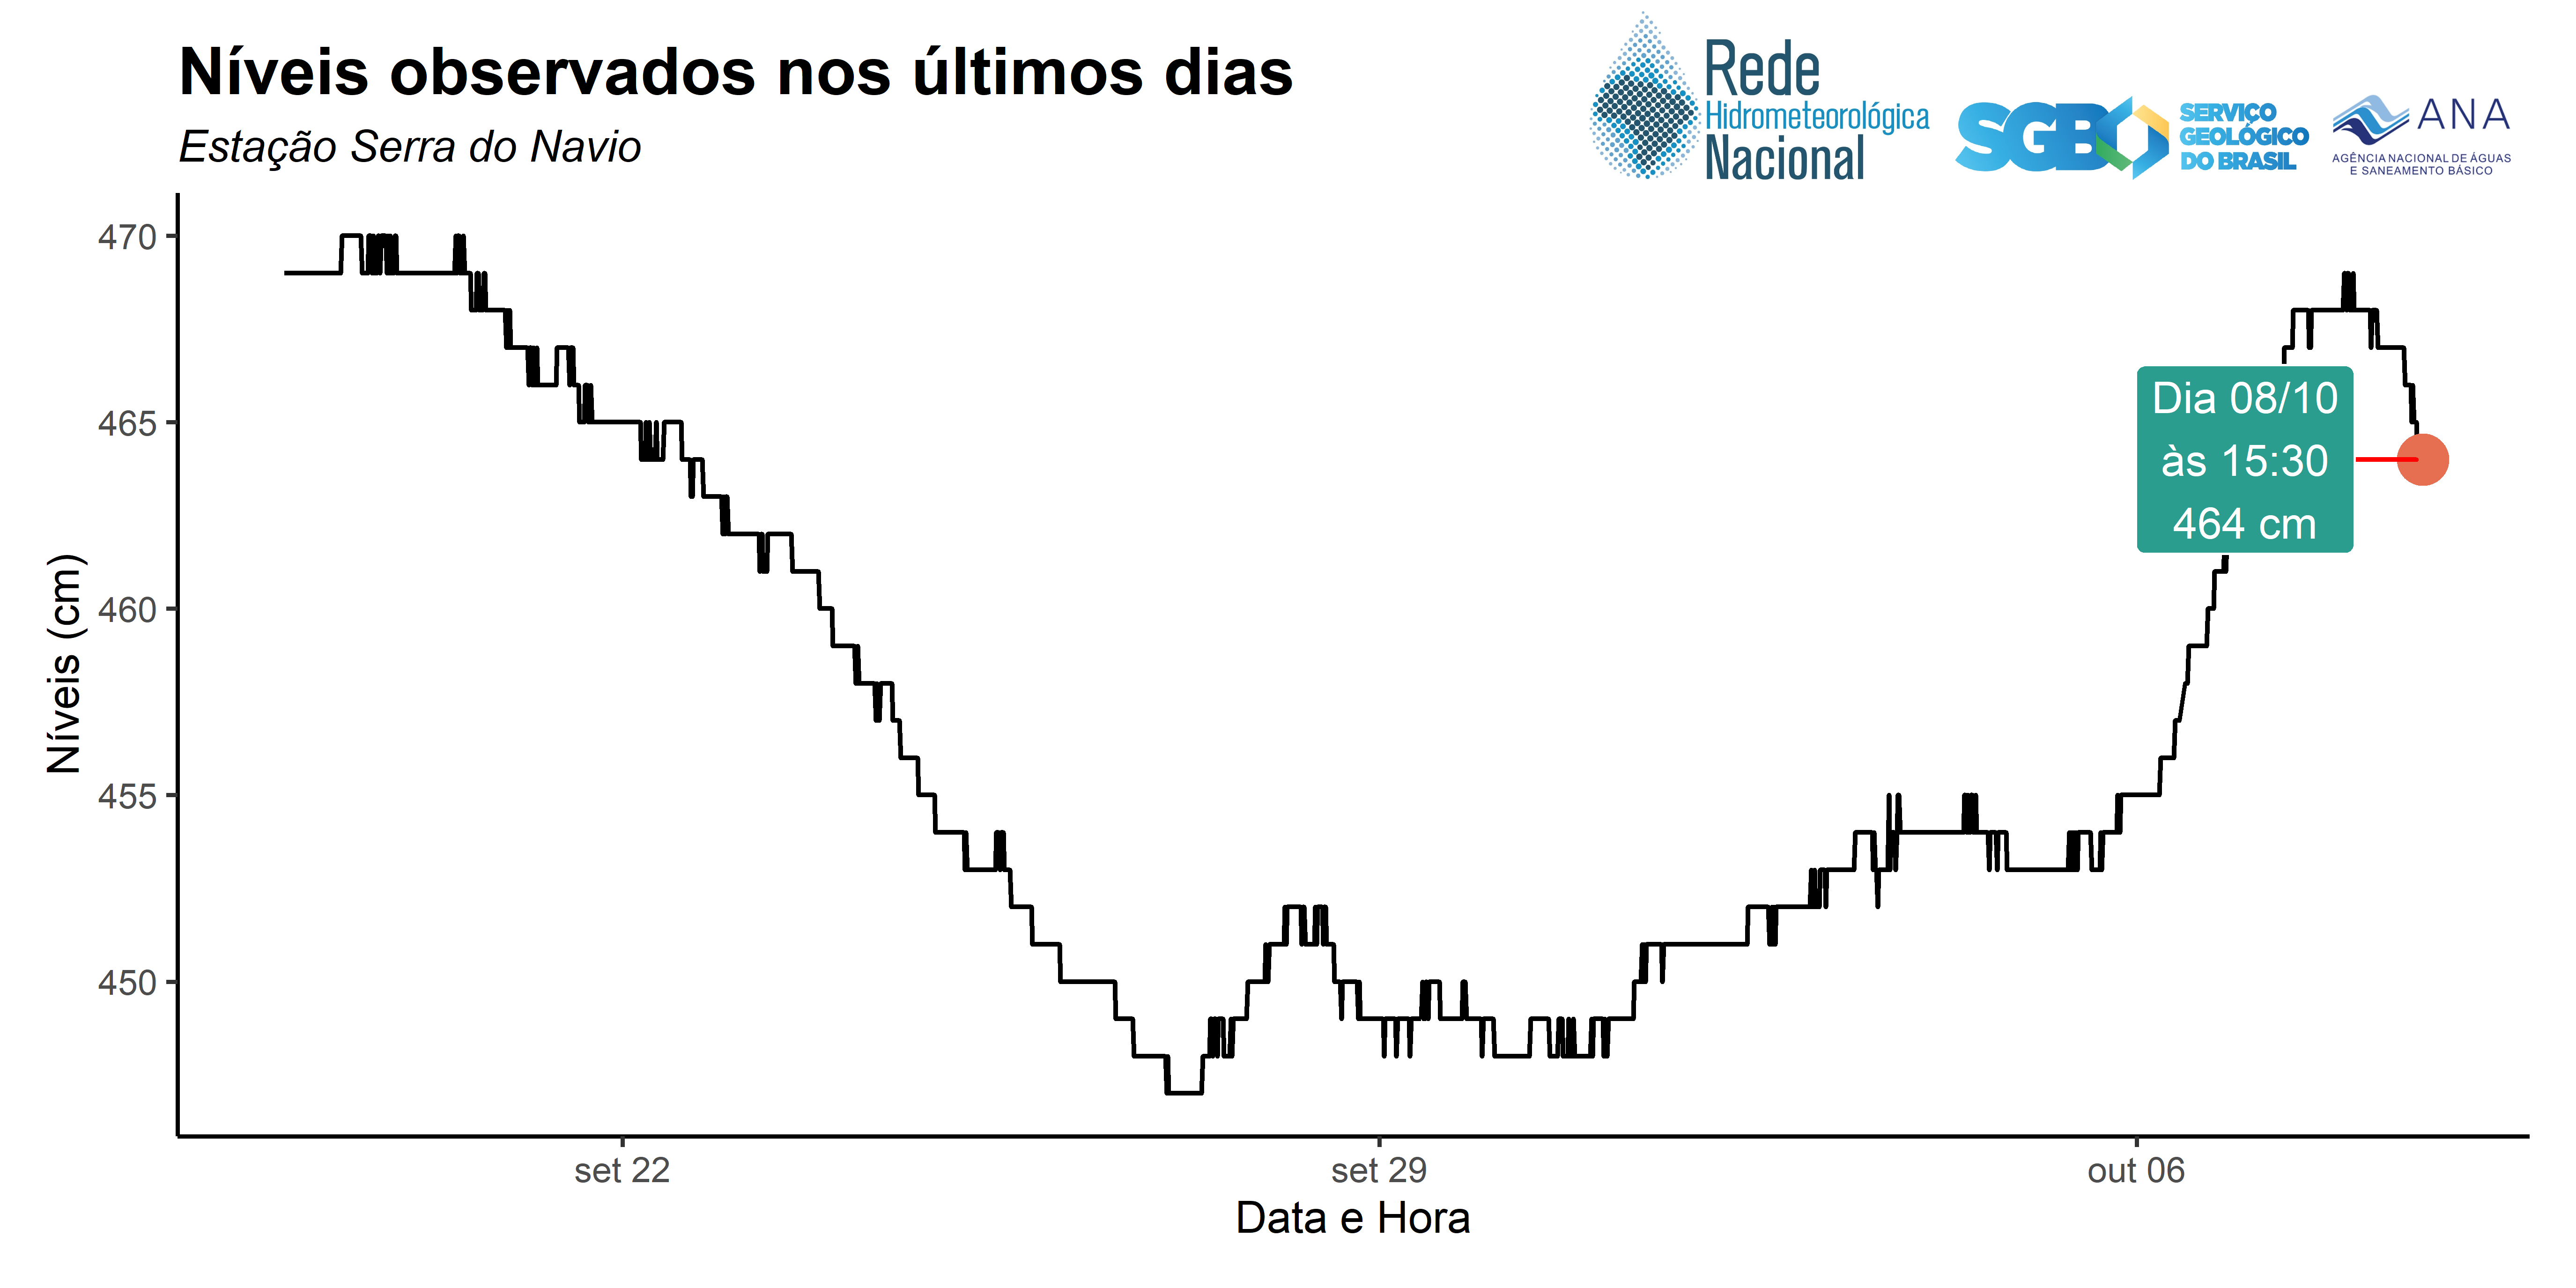 Níveis observados nos últimos dias
Estação Serra do Navio
Rede
Hidrometeorológica
Nacional
SGB
SERVIÇO
GEOLÓGICO
DO BRASIL
ANA
AGÊNCIA NACIONAL DE ÁGUAS
E SANEAMENTO BÁSICO
Níveis (cm)
470
465
460
455
450
Dia 08/10
às 15:30
464 cm
set 22
set 29
out 06
Data e Hora